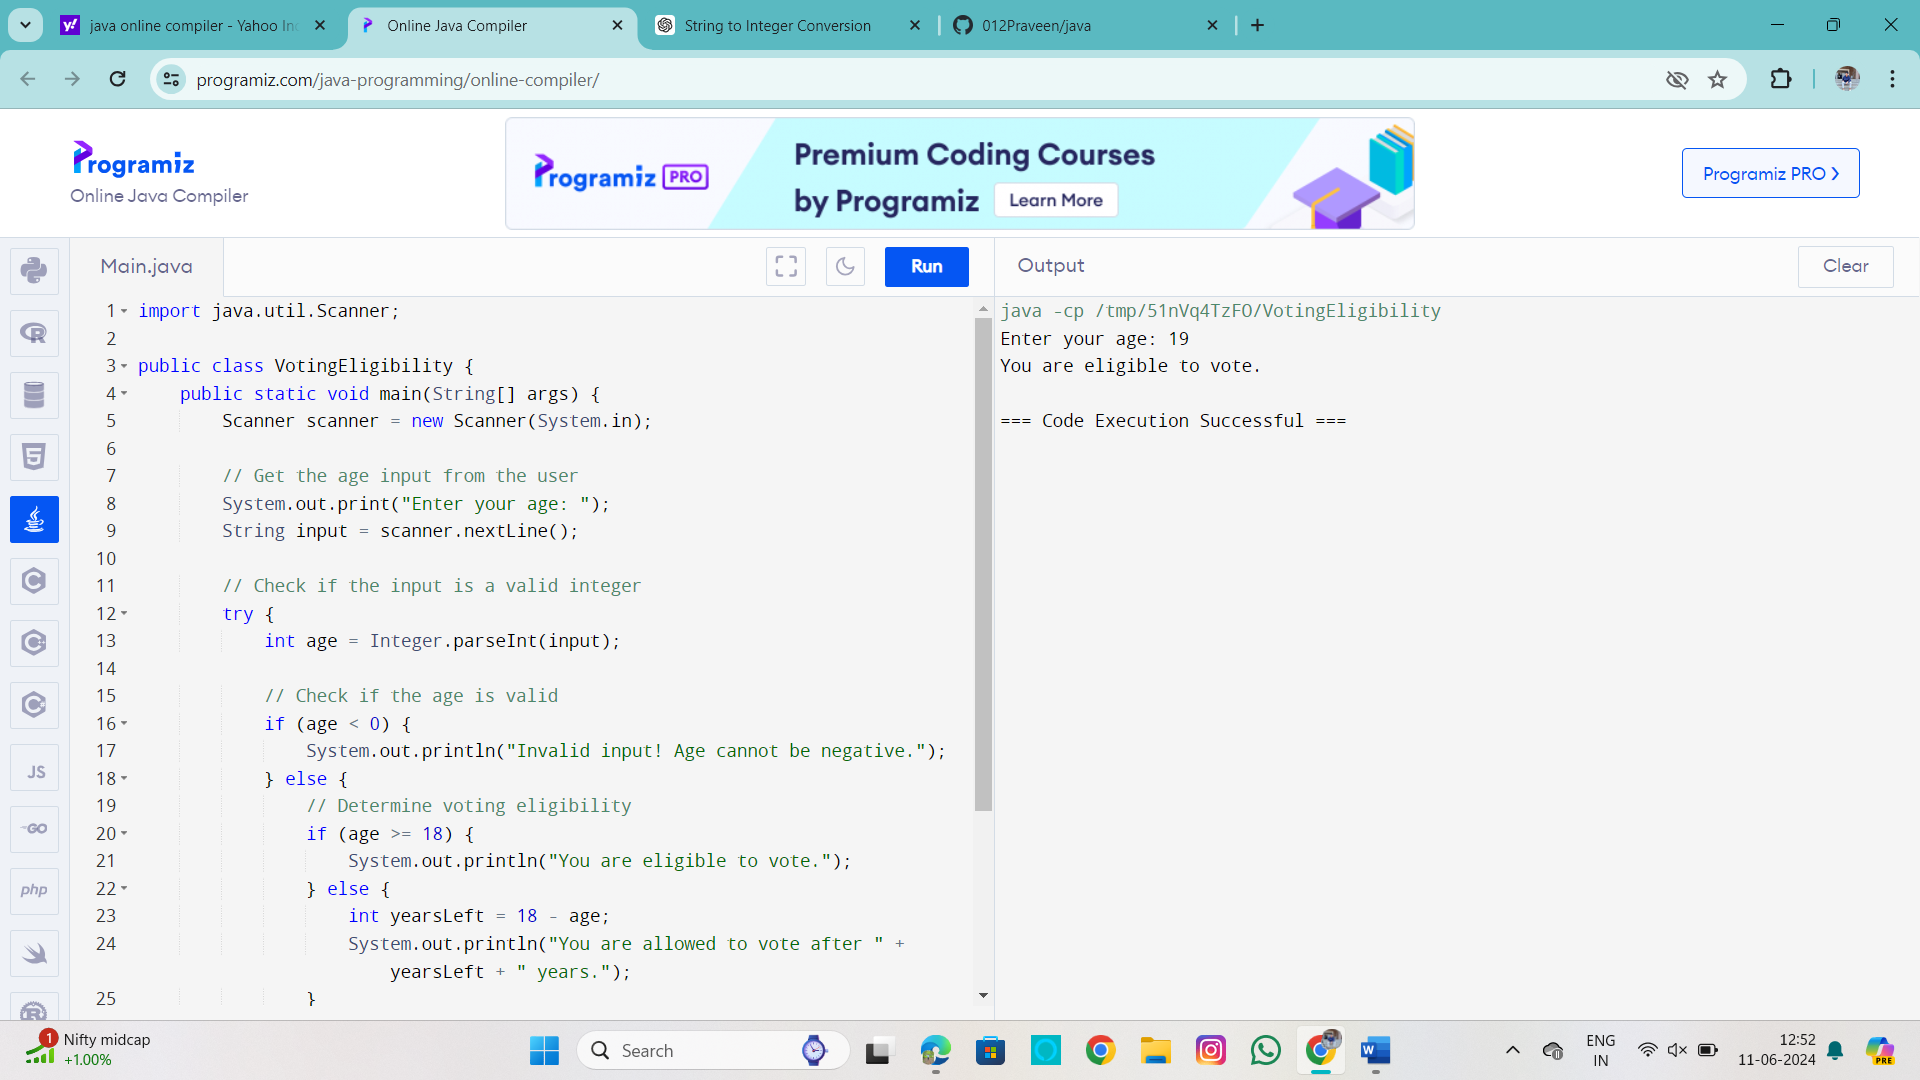 java online compiler - Yahoo In
Online Java Compiler
String to Integer Conversion
012Praveen/java
programiz.com/java-programming/online-compiler/
Programiz
Online Java Compiler
Programiz PRO
Premium Coding Courses
by Programiz
Learn More
Programiz PRO
Main.java
Run
Output
Clear
1 import java.util.Scanner;
2
3 public class VotingEligibility {
4 public static void main(String[] args) {
5 Scanner scanner = new Scanner(System.in);
6
7 // Get the age input from the user
8 System.out.print("Enter your age: ");
9 String input = scanner.nextLine();
10
11 // Check if the input is a valid integer
12 try {
13 int age = Integer.parseInt(input);
14
15 // Check if the age is valid
16 if (age < 0) {
17 System.out.println("Invalid input! Age cannot be negative.");
18 } else {
19 // Determine voting eligibility
20 if (age >= 18) {
21 System.out.println("You are eligible to vote.");
22 } else {
23 int yearsLeft = 18 - age;
24 System.out.println("You are allowed to vote after " +
yearsLeft + " years.");
25 }
java -cp /tmp/51nVq4TzFO/VotingEligibility
Enter your age: 19
You are eligible to vote.
=== Code Execution Successful ===
JS
GO
php
1
Nifty midcap
+1.00%
Search
ENG
IN
12:52
11-06-2024
PRE